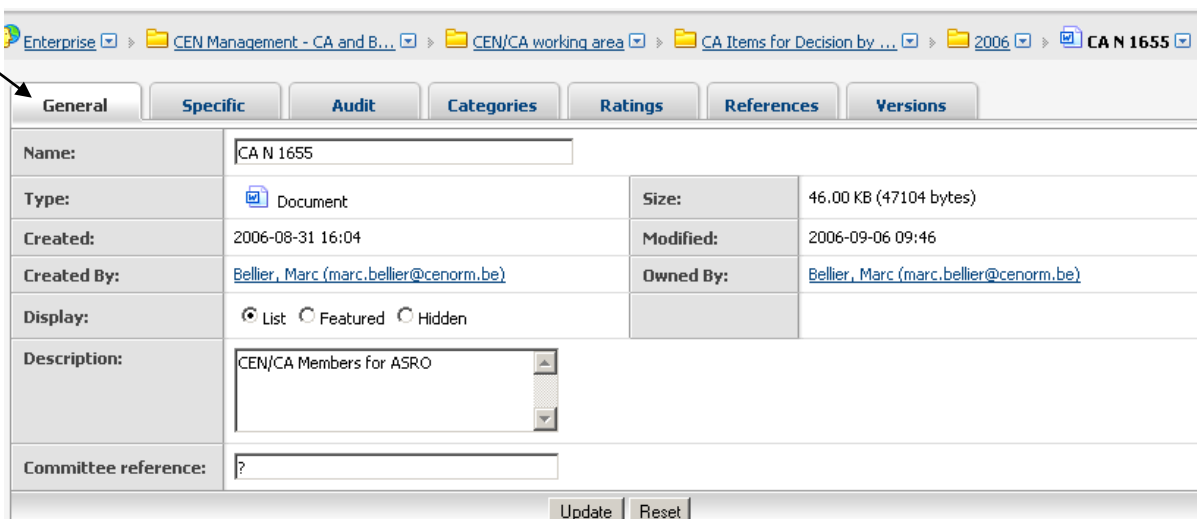 Enterprise » CEN Management - CA and B... » CEN/CA working area » CA Items for Decision by ... » 2006 » CA N 1655
General Specific Audit Categories Ratings References Versions
Name: CA N 1655
Type: Document Size: 46.00 KB (47104 bytes)
Created: 2006-08-31 16:04 Modified: 2006-09-06 09:46
Created By: Bellier, Marc (marc.bellier@cenorm.be) Owned By: Bellier, Marc (marc.bellier@cenorm.be)
Display: List Featured Hidden
Description: CEN/CA Members for ASRO
Committee reference: ?
Update Reset